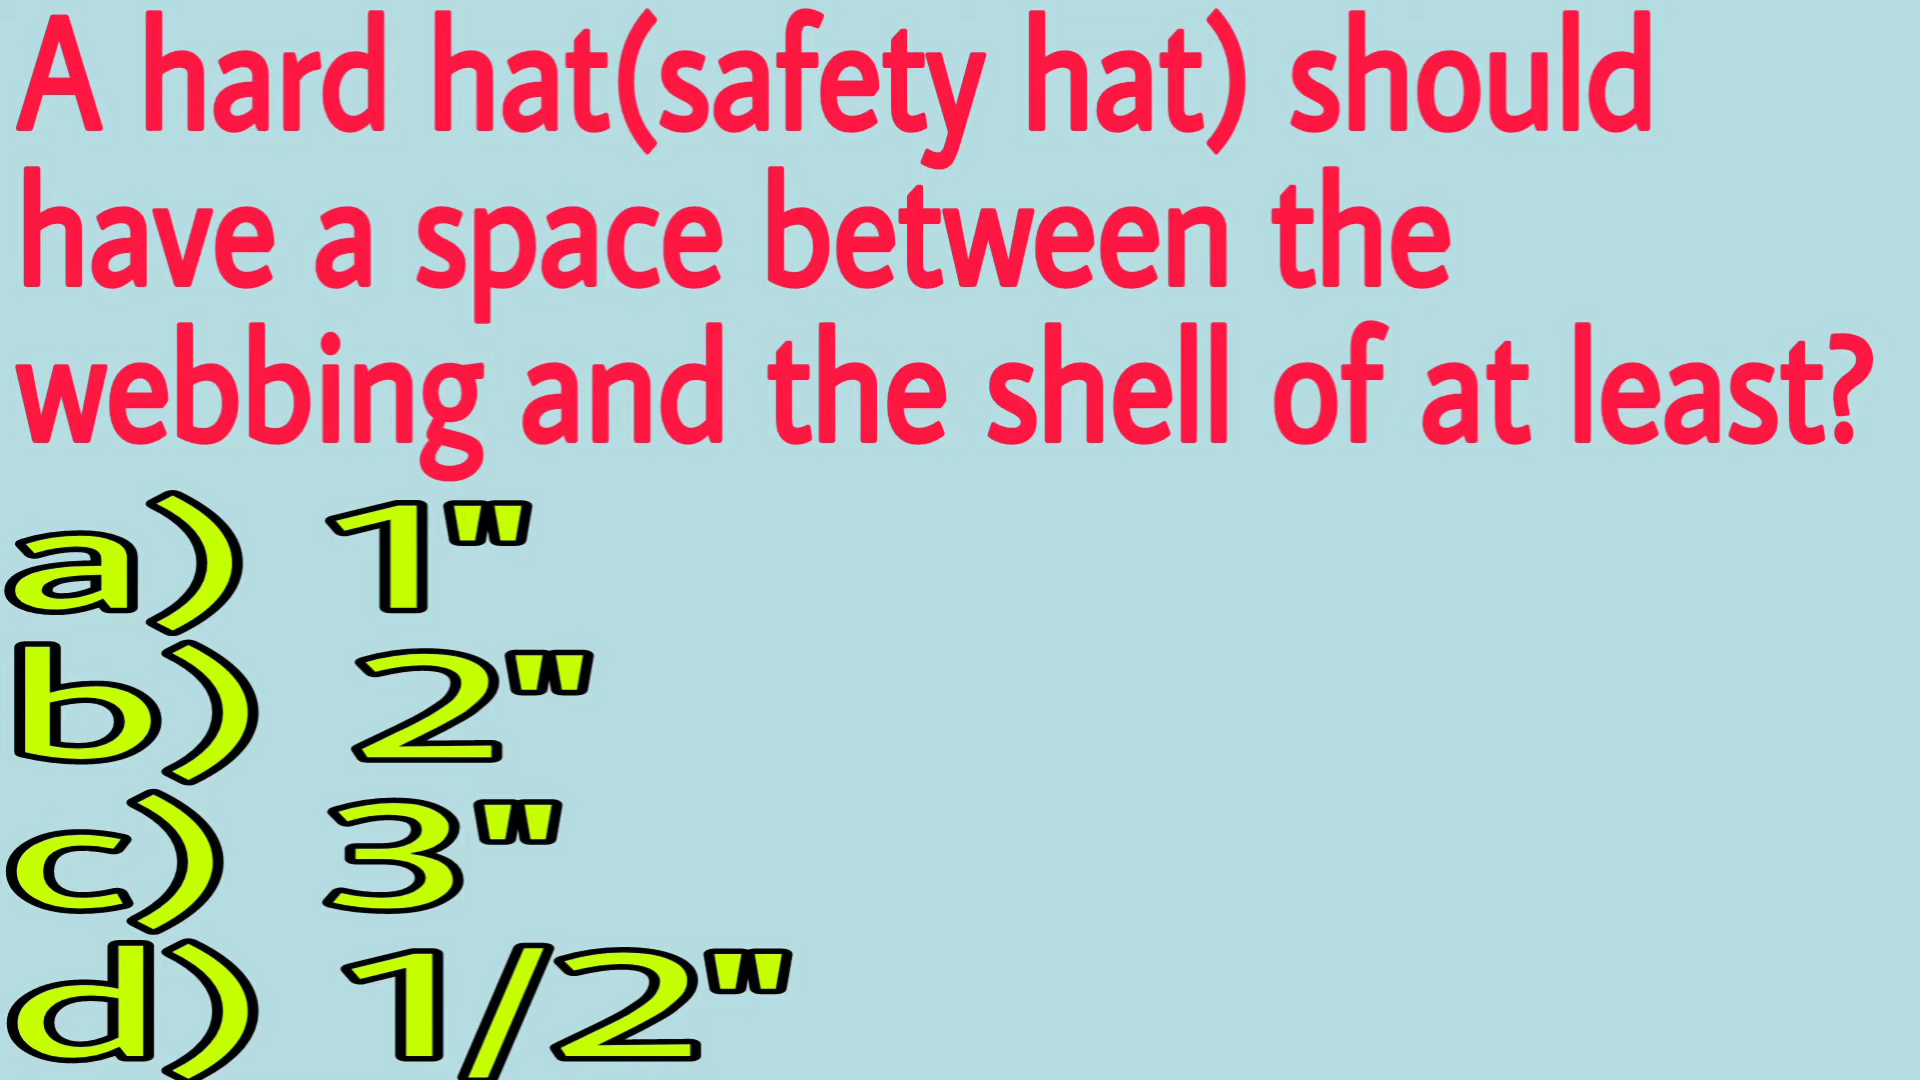 A hard hat(safety hat) should
have a space between the
webbing and the shell of at least?
a) 1"
b) 2"
c) 3"
d) 1/2"